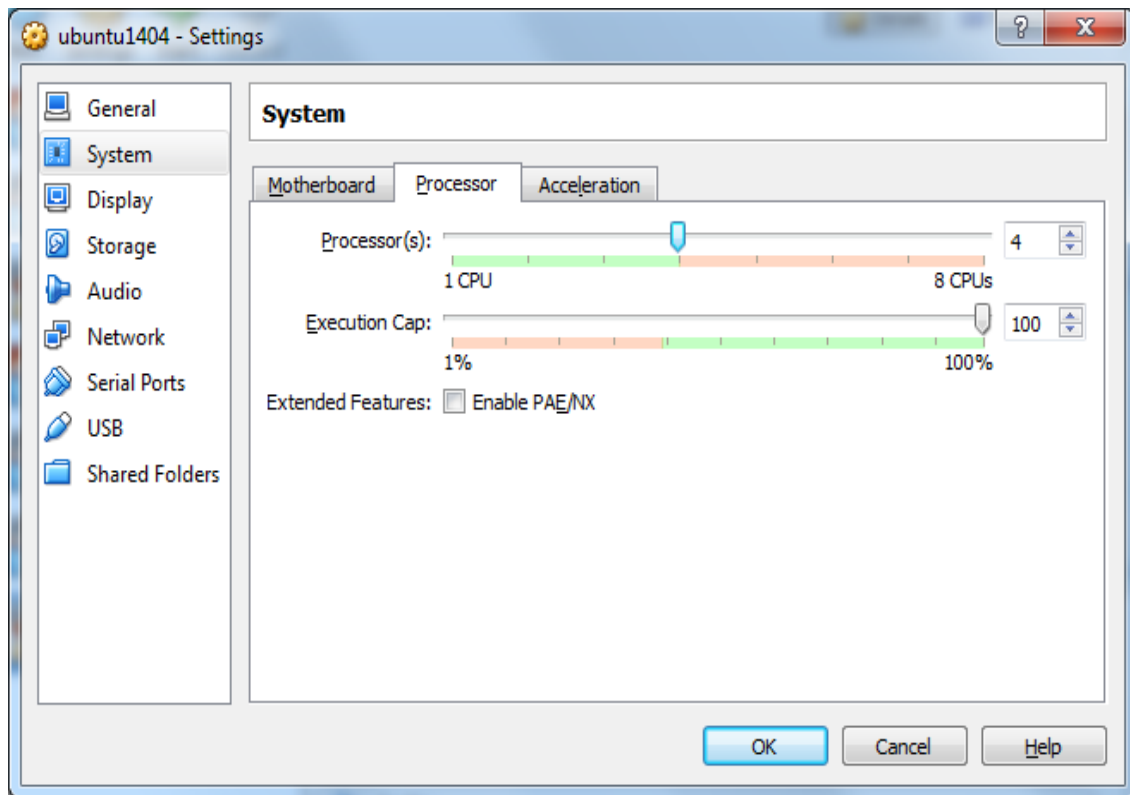 ubuntu1404 - Settings
General
System
Display
Storage
Audio
Network
Serial Ports
USB
Shared Folders
System
Motherboard Processor Acceleration
Processor(s): 4
1 CPU 8 CPUs
Execution Cap: 100
1% 100%
Extended Features: Enable PAE/NX
OK Cancel Help